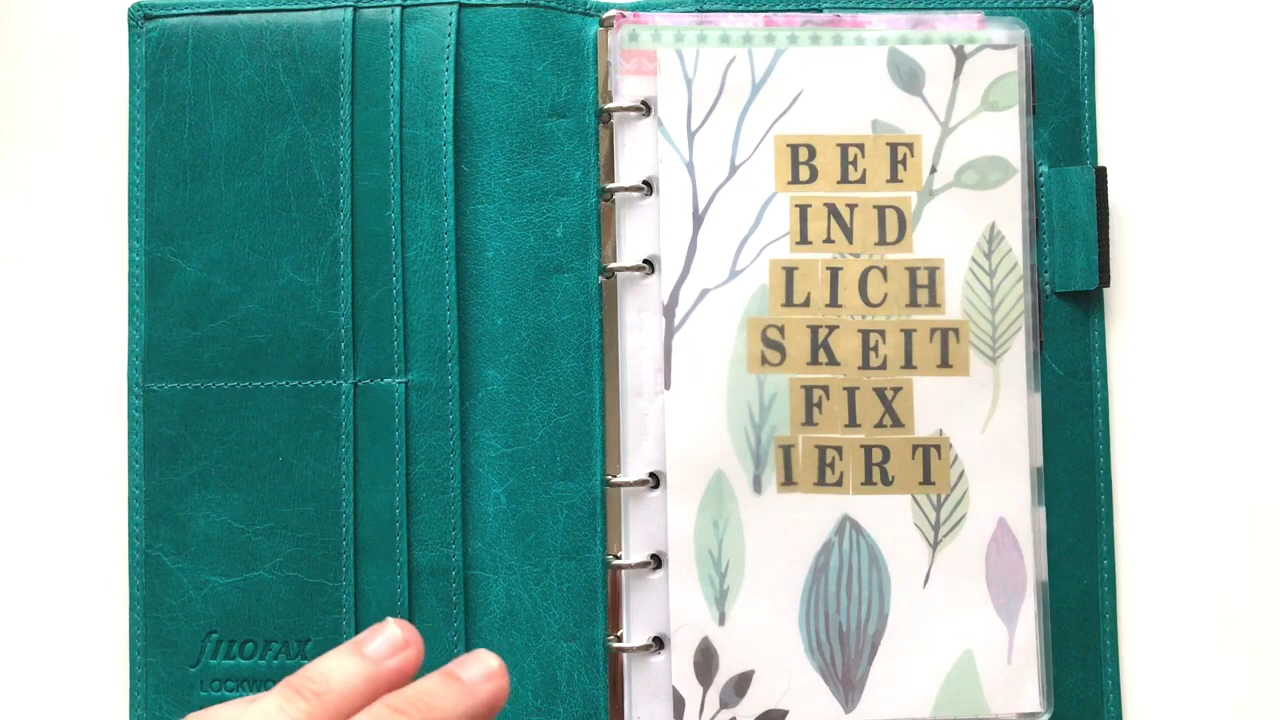 BEF
IND
LICH
SKEIT
FIX
IERT
fILOFAX